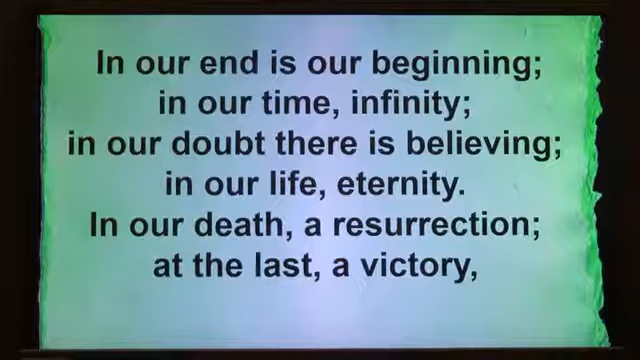 In our end is our beginning;
in our time, infinity;
in our doubt there is believing;
in our life, eternity.
In our death, a resurrection;
at the last, a victory,